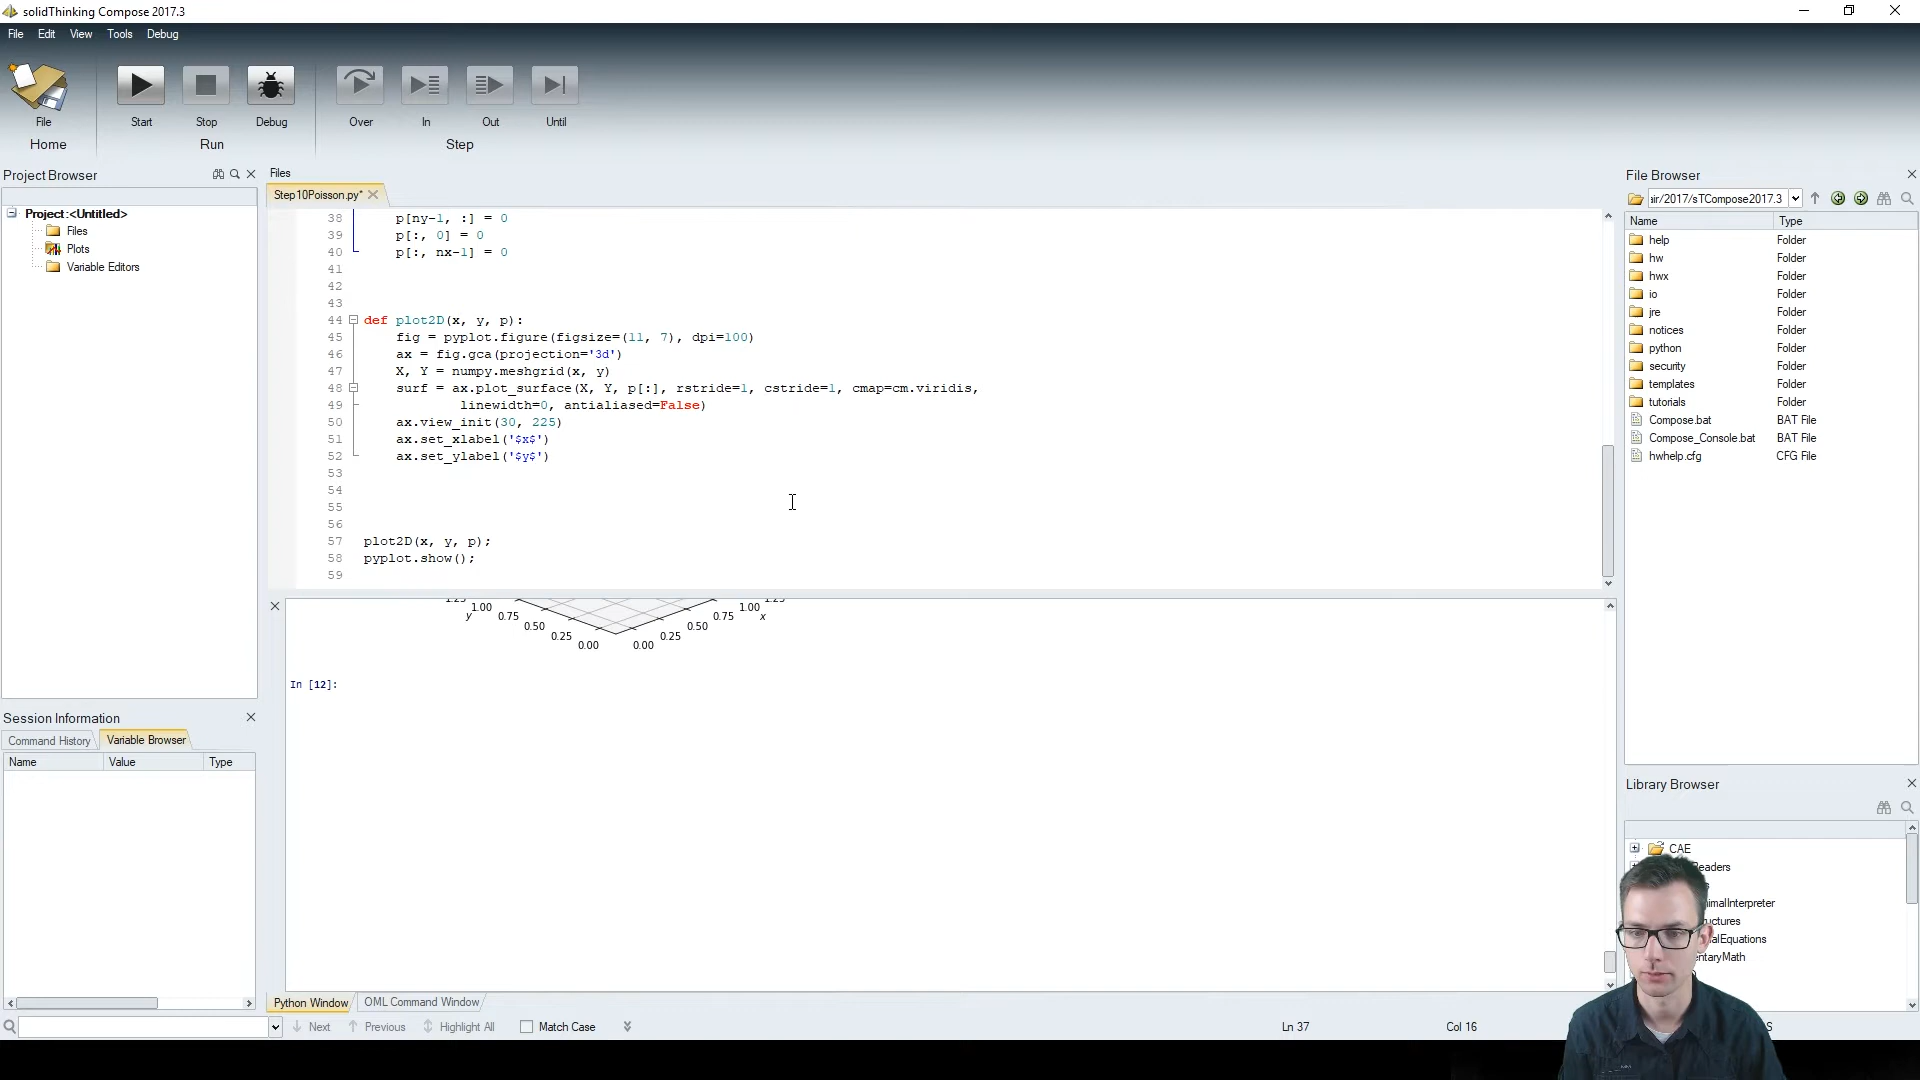 solidThinking Compose 2017.3
File Edit View Tools Debug
File Start Stop Debug Over In Out Until
Home Run Step
Project Browser
Project:<Untitled>
Files
Plots
Variable Editors
Session Information
Command History Variable Browser
Name Value Type
Files
Step10Poisson.py*
38 p[ny-1, :] = 0
39 p[:, 0] = 0
40 p[:, nx-1] = 0
41
42
43
44 def plot2D(x, y, p):
45 fig = pyplot.figure(figsize=(11, 7), dpi=100)
46 ax = fig.gca(projection='3d')
47 X, Y = numpy.meshgrid(x, y)
48 surf = ax.plot_surface(X, Y, p[:], rstride=1, cstride=1, cmap=cm.viridis,
49 linewidth=0, antialiased=False)
50 ax.view_init(30, 225)
51 ax.set_xlabel('$x$')
52 ax.set_ylabel('$y$')
53
54
55
56
57 plot2D(x, y, p);
58 pyplot.show();
59
1.25 1.25
1.00 1.00
y 0.75 0.75 x
0.50 0.50
0.25 0.25
0.00 0.00
In [12]:
Python Window OML Command Window
Next Previous Highlight All Match Case
Ln 37 Col 16
File Browser
ir/2017/sTCompose2017.3
Name Type
help Folder
hw Folder
hwx Folder
io Folder
jre Folder
notices Folder
python Folder
security Folder
templates Folder
tutorials Folder
Compose.bat BAT File
Compose_Console.bat BAT File
hwhelp.cfg CFG File
Library Browser
CAE
eaders
imalInterpreter
uctures
alEquations
entaryMath